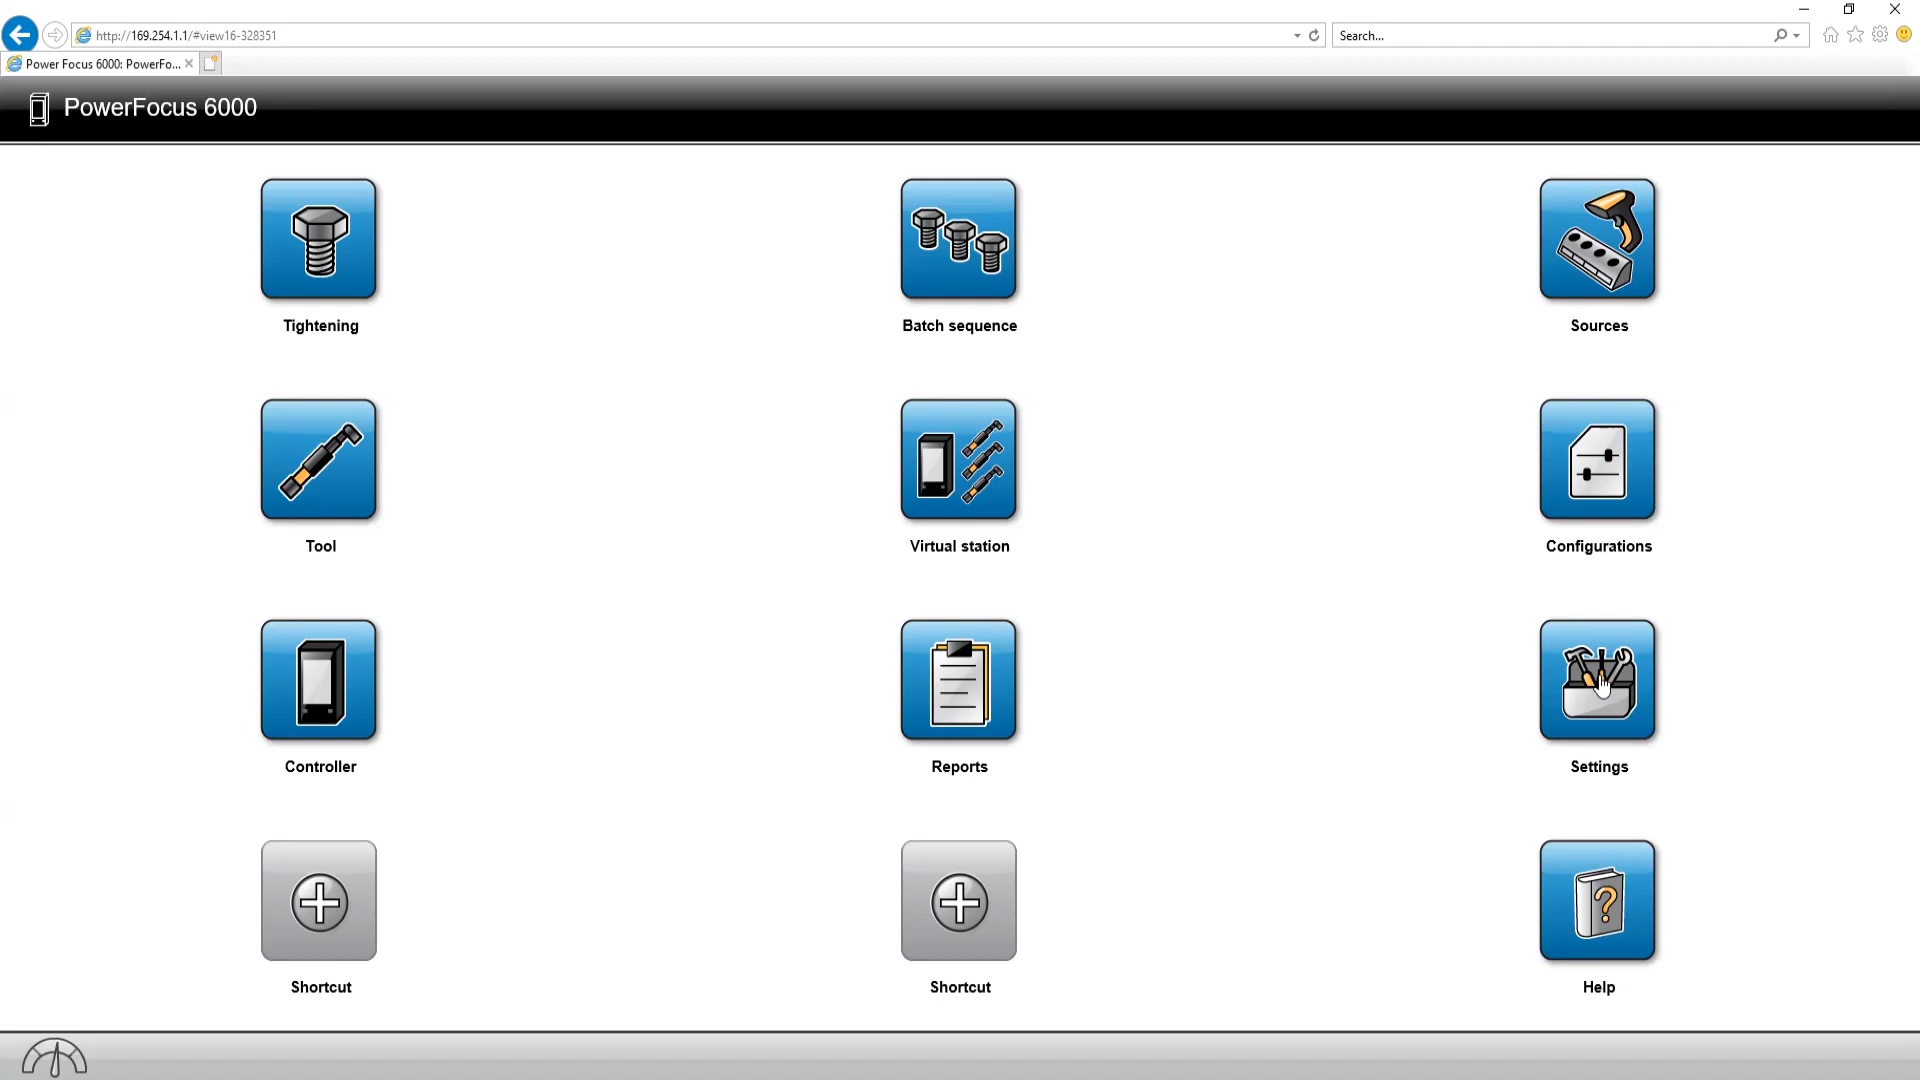 http://169.254.1.1/#view16-328351
Search...
Power Focus 6000: PowerFo...
PowerFocus 6000
Tightening
Batch sequence
Sources
Tool
Virtual station
Configurations
Controller
Reports
Settings
Shortcut
Shortcut
Help